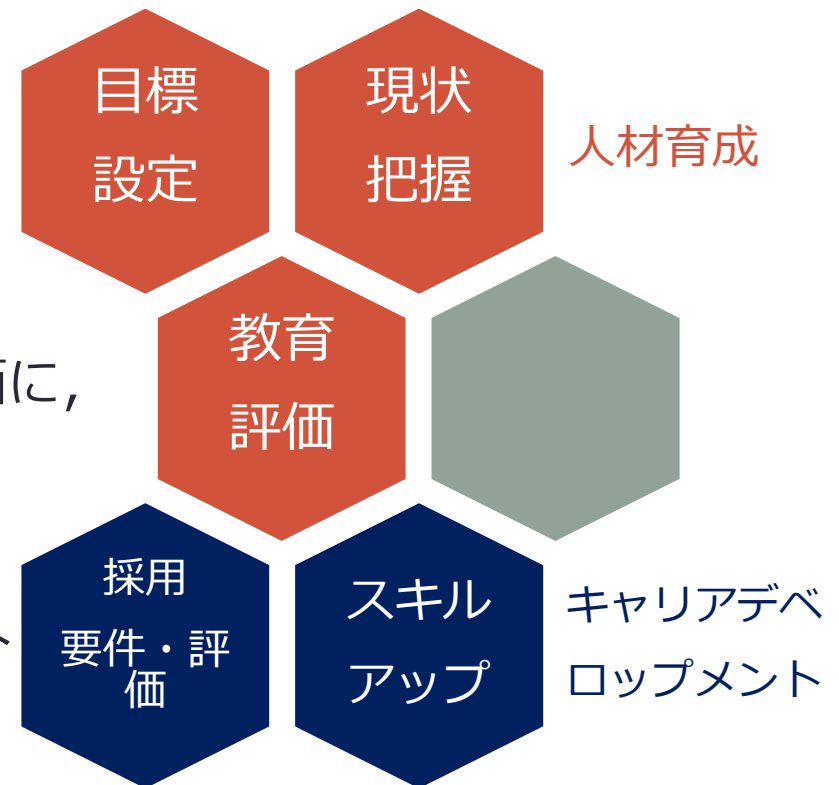 目標
設定
現状
把握
人材育成
教育
評価
に,
採用
要件・評
価
スキル
アップ
キャリアデベ
ロップメント